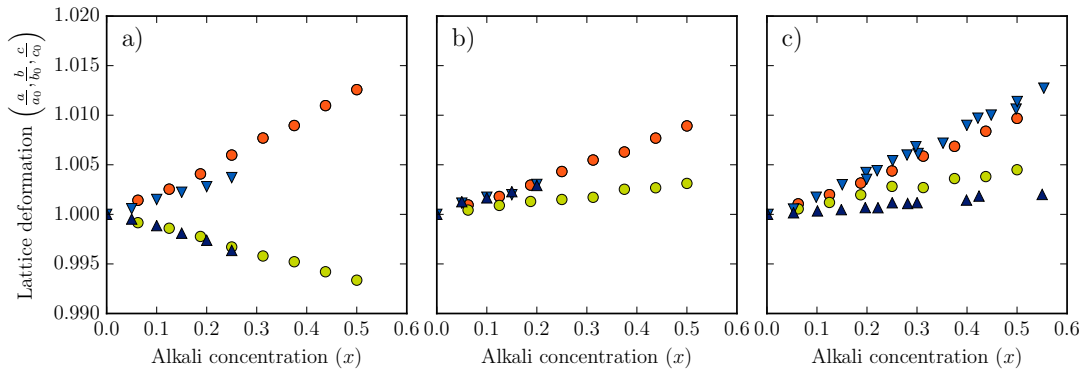 Lattice deformation (a/a₀, b/b₀, c/c₀)
1.020
1.015
1.010
1.005
1.000
0.995
0.990
a)
b)
c)
0.0 0.1 0.2 0.3 0.4 0.5 0.6
0.0 0.1 0.2 0.3 0.4 0.5 0.6
0.0 0.1 0.2 0.3 0.4 0.5 0.6
Alkali concentration (x)
Alkali concentration (x)
Alkali concentration (x)